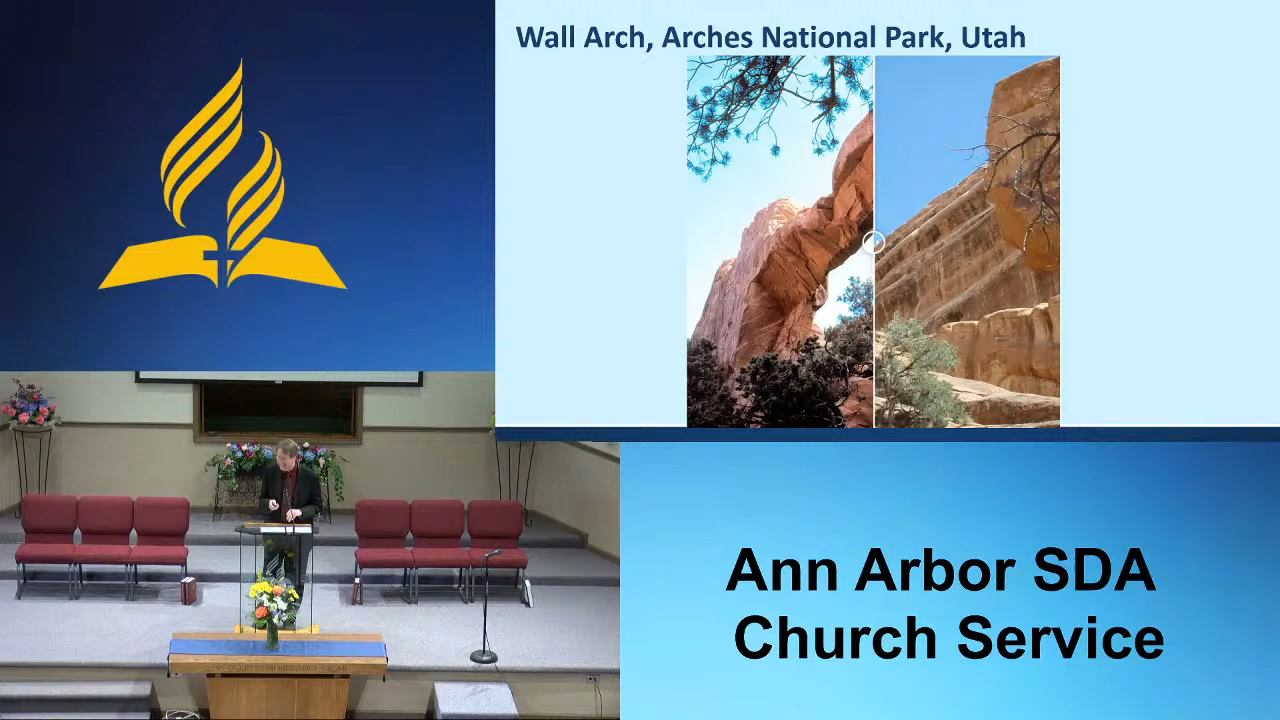 Wall Arch, Arches National Park, Utah
Ann Arbor SDA
Church Service